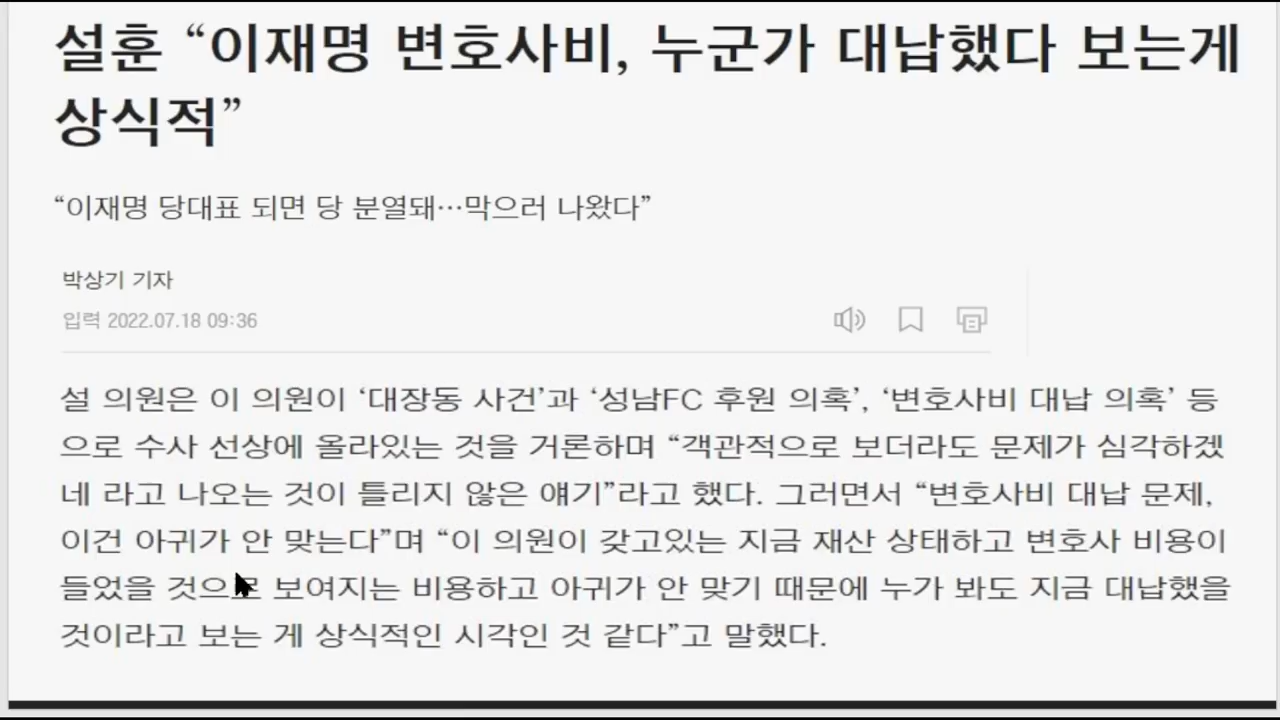 설훈 “이재명 변호사비, 누군가 대납했다 보는게
상식적”
“이재명 당대표 되면 당 분열돼…막으러 나왔다”
박상기 기자
입력 2022.07.18 09:36
설 의원은 이 의원이 ‘대장동 사건’과 ‘성남FC 후원 의혹’, ‘변호사비 대납 의혹’ 등
으로 수사 선상에 올라있는 것을 거론하며 “객관적으로 보더라도 문제가 심각하겠
네 라고 나오는 것이 틀리지 않은 얘기”라고 했다. 그러면서 “변호사비 대납 문제,
이건 아귀가 안 맞는다”며 “이 의원이 갖고있는 지금 재산 상태하고 변호사 비용이
들었을 것으로 보여지는 비용하고 아귀가 안 맞기 때문에 누가 봐도 지금 대납했을
것이라고 보는 게 상식적인 시각인 것 같다”고 말했다.